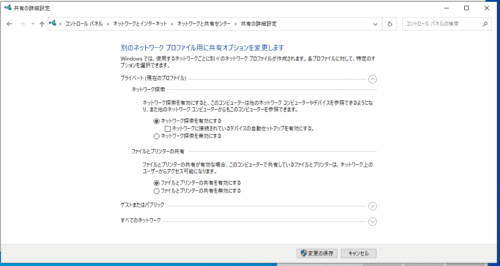 共有の詳細設定
コントロール パネル › ネットワークとインターネット › ネットワークと共有センター › 共有の詳細設定
コントロール パネルの検索
別のネットワーク プロファイル用に共有オプションを変更します
Windows では、使用するネットワークごとに別々のネットワーク プロファイルが作成されます。各プロファイルに対して、特定のオ
プションを選択できます。
プライベート (現在のプロファイル)
ネットワーク探索
ネットワーク探索を有効にすると、このコンピューターは他のネットワーク コンピューターやデバイスを参照できるようにな
り、また他のネットワーク コンピューターからもこのコンピューターを参照できます。
ネットワーク探索を有効にする
ネットワークに接続されているデバイスの自動セットアップを有効にする。
ネットワーク探索を無効にする
ファイルとプリンターの共有
ファイルとプリンターの共有が有効な場合、このコンピューターで共有しているファイルとプリンターは、ネットワーク上の
ユーザーからアクセス可能になります。
ファイルとプリンターの共有を有効にする
ファイルとプリンターの共有を無効にする
ゲストまたはパブリック
すべてのネットワーク
変更の保存
キャンセル